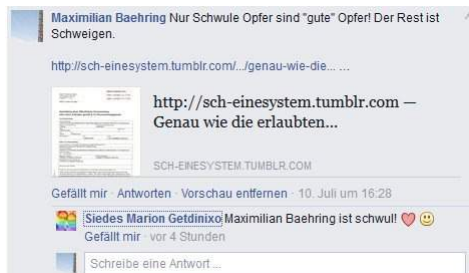 Maximilian Baehring Nur Schwule Opfer sind "gute" Opfer! Der Rest ist
Schweigen.
http://sch-einesystem.tumblr.com/.../genau-wie-die... ...
http://sch-einesystem.tumblr.com —
Genau wie die erlaubten...
SCH-EINESYSTEM.TUMBLR.COM
Gefällt mir · Antworten · Vorschau entfernen · 10. Juli um 16:28
Siedes Marion Getdinixo Maximilian Baehring ist schwul!
Gefällt mir · vor 4 Stunden
Schreibe eine Antwort ...